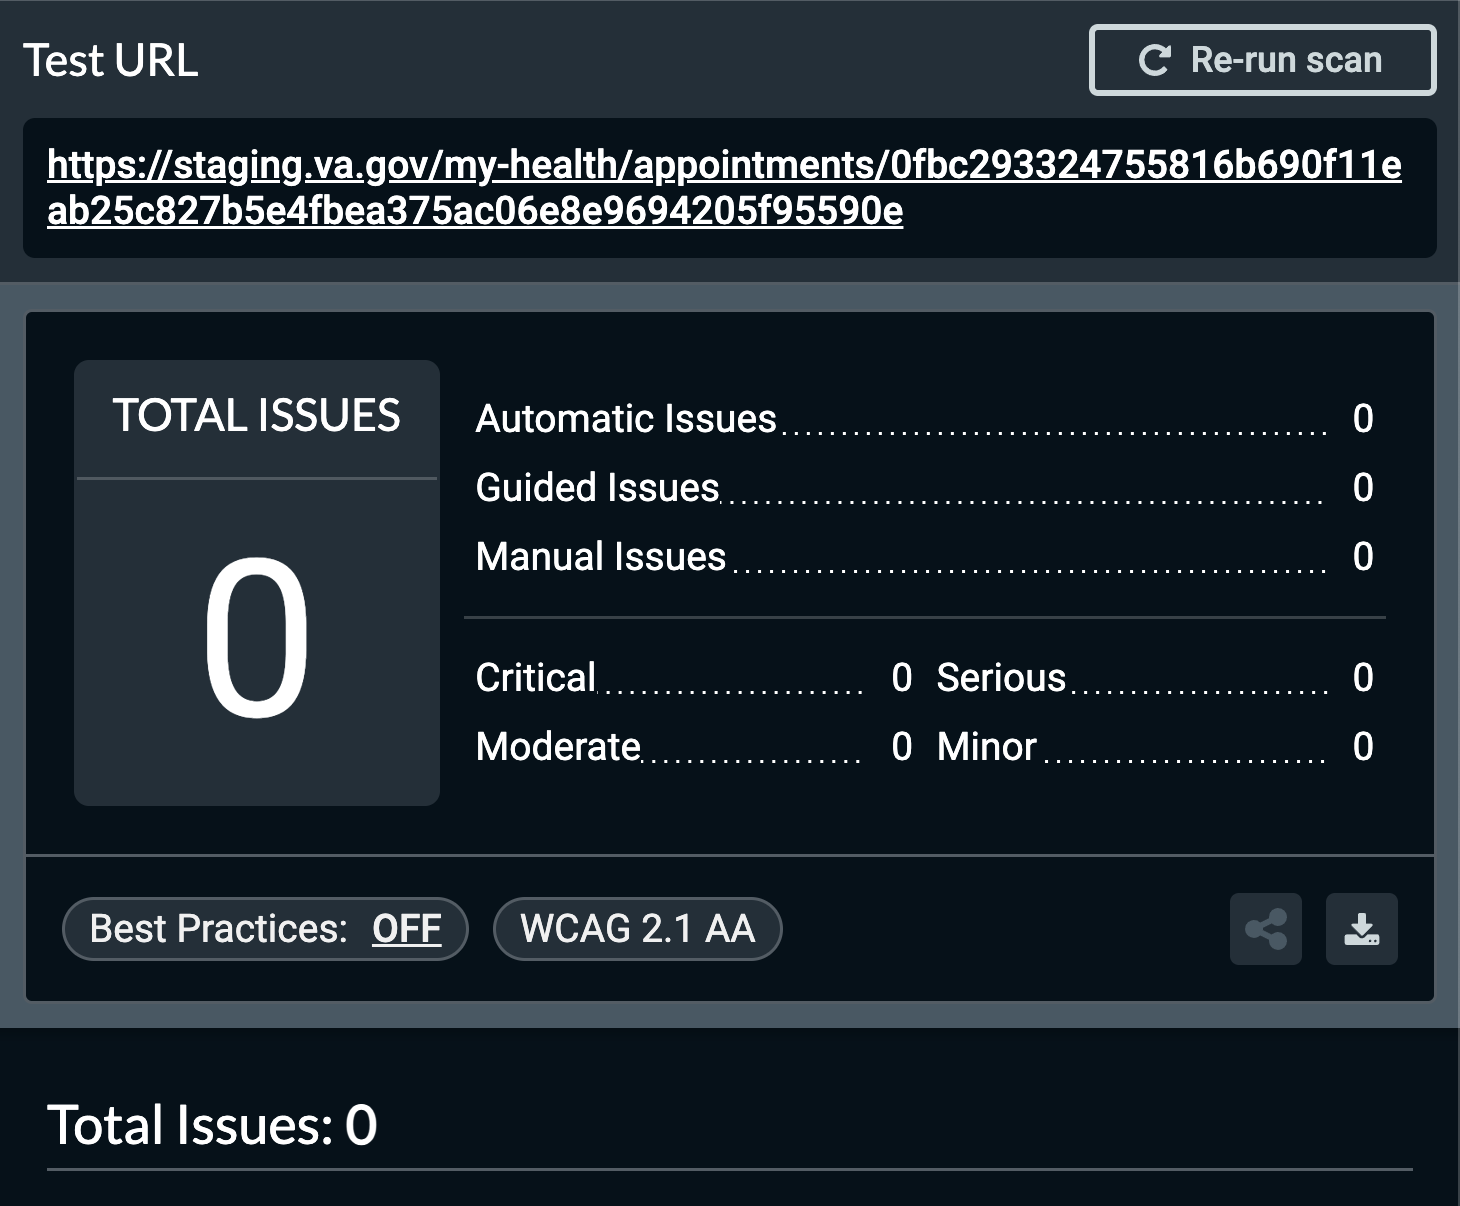 Test URL
Re-run scan
https://staging.va.gov/my-health/appointments/0fbc293324755816b690f11e
ab25c827b5e4fbea375ac06e8e9694205f95590e
TOTAL ISSUES
0
Automatic Issues 0
Guided Issues 0
Manual Issues 0
Critical 0 Serious 0
Moderate 0 Minor 0
Best Practices: OFF
WCAG 2.1 AA
Total Issues: 0